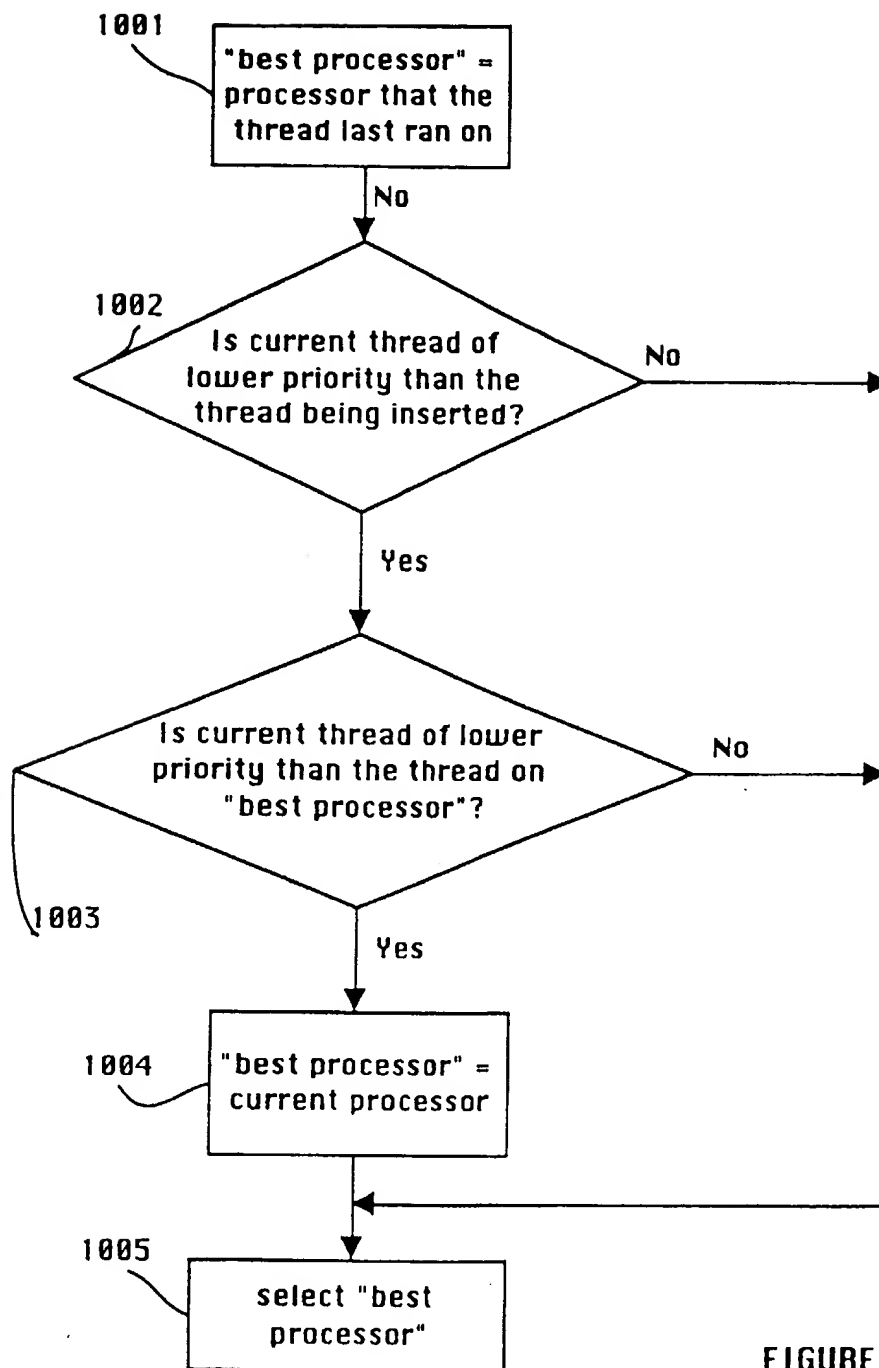 1001
"best processor" =
processor that the
thread last ran on
No
1002
Is current thread of
lower priority than the
thread being inserted?
No
Yes
Is current thread of lower
priority than the thread on
"best processor"?
No
1003
Yes
1004
"best processor" =
current processor
1005
select "best
processor"
FIGURE